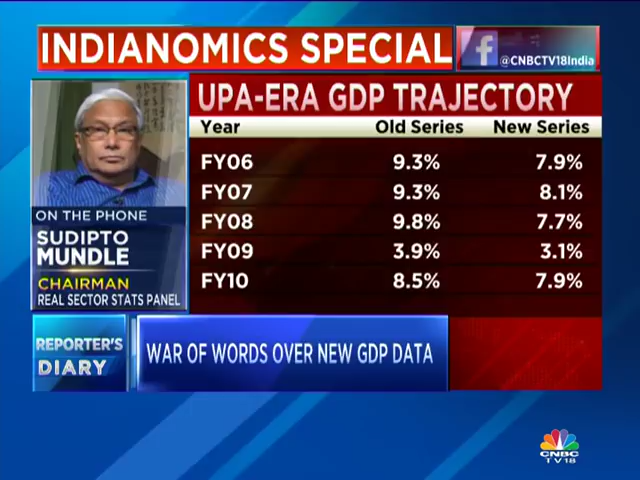 INDIANOMICS SPECIAL
f @CNBCTV18India
UPA-ERA GDP TRAJECTORY
Year Old Series New Series
FY06 9.3% 7.9%
FY07 9.3% 8.1%
FY08 9.8% 7.7%
FY09 3.9% 3.1%
FY10 8.5% 7.9%
ON THE PHONE
SUDIPTO
MUNDLE
CHAIRMAN
REAL SECTOR STATS PANEL
REPORTER'S
DIARY
WAR OF WORDS OVER NEW GDP DATA
CNBC
TV18